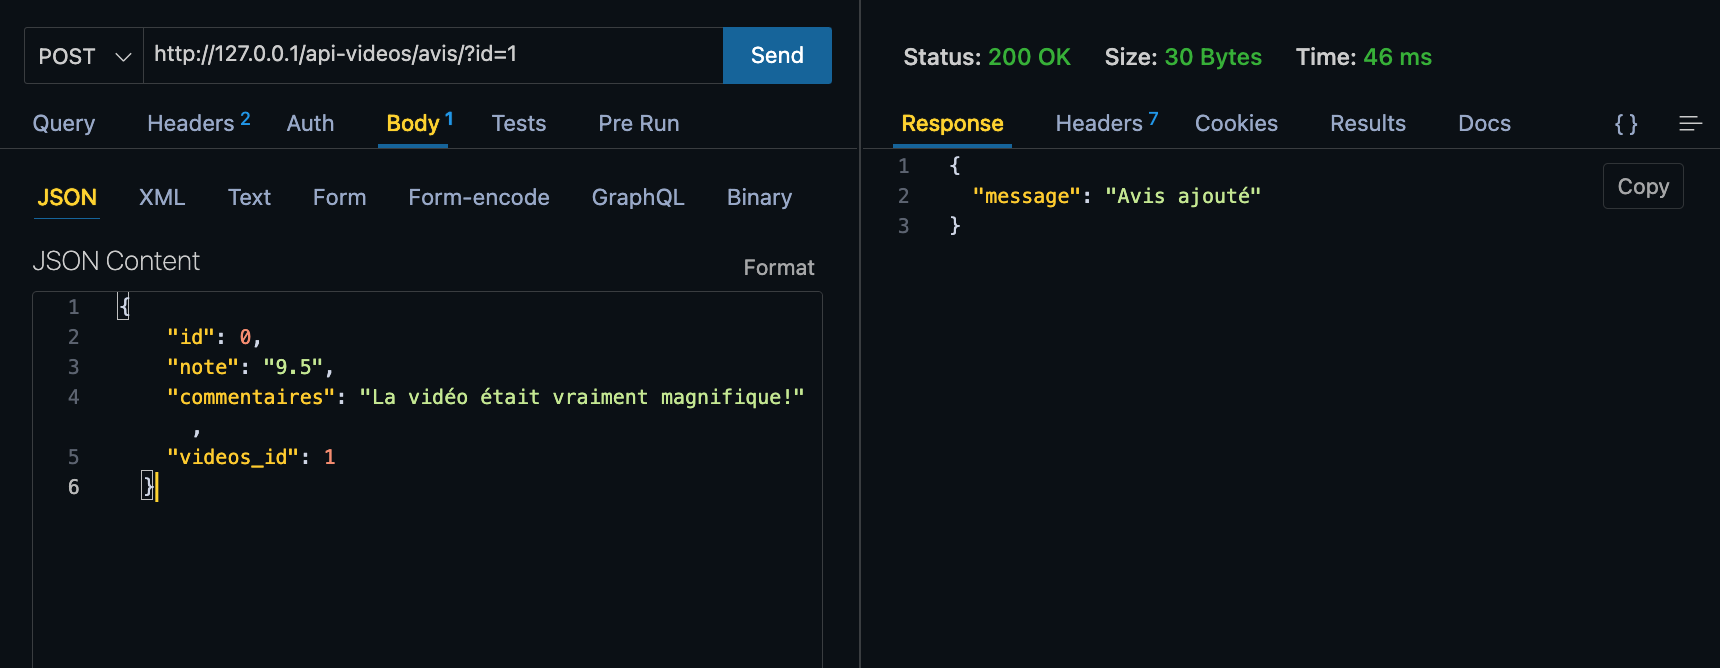 POST
http://127.0.0.1/api-videos/avis/?id=1
Send
Query
Headers 2
Auth
Body 1
Tests
Pre Run
JSON
XML
Text
Form
Form-encode
GraphQL
Binary
JSON Content
Format
1 {
2 "id": 0,
3 "note": "9.5",
4 "commentaires": "La vidéo était vraiment magnifique!"
,
5 "videos_id": 1
6 }
Status: 200 OK
Size: 30 Bytes
Time: 46 ms
Response
Headers 7
Cookies
Results
Docs
{ }
1 {
2 "message": "Avis ajouté"
3 }
Copy